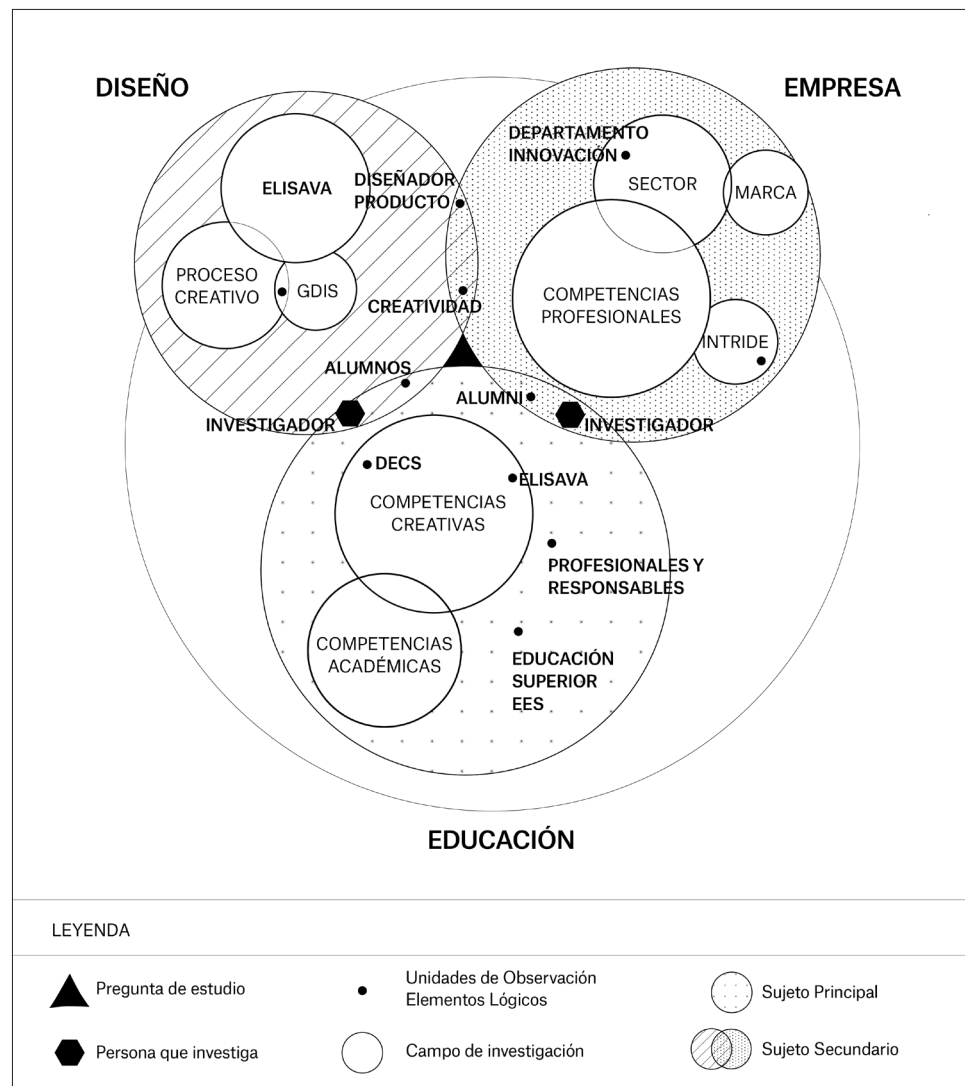 DISEÑO
EMPRESA
DEPARTAMENTO
INNOVACIÓN
ELISAVA
DISEÑADOR
PRODUCTO
SECTOR
MARCA
PROCESO
CREATIVO
GDIS
CREATIVIDAD
COMPETENCIAS
PROFESIONALES
INTRIDE
ALUMNOS
ALUMNI
INVESTIGADOR
INVESTIGADOR
DECS
ELISAVA
COMPETENCIAS
CREATIVAS
PROFESIONALES Y
RESPONSABLES
COMPETENCIAS
ACADÉMICAS
EDUCACIÓN
SUPERIOR
EES
EDUCACIÓN
LEYENDA
Pregunta de estudio
Unidades de Observación
Elementos Lógicos
Sujeto Principal
Persona que investiga
Campo de investigación
Sujeto Secundario